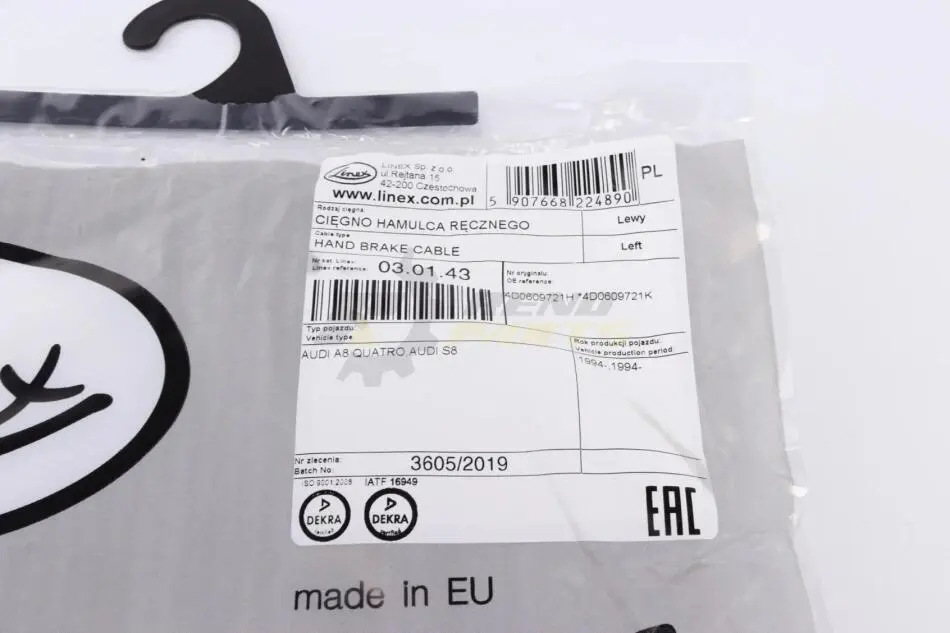 Linex
LINEX Sp. z o.o.
ul.Rejtana 16
42-200 Czestochowa
www.linex.com.pl
5 907668 224890
PL
Rodzaj cięgna:
CIĘGNO HAMULCA RĘCZNEGO
Lewy
Cable type
HAND BRAKE CABLE
Left
Nr kat. Linex:
Linex reference:
03.01.43
Nr oryginału:
OE reference:
4D0609721H *4D0609721K
Typ pojazdu:
Vehicle type
AUDI A8 QUATRO,AUDI S8
Rok produkcji pojazdu:
Vehicle production period:
1994-,1994-
Nr zlecenia:
Batch No:
3605/2019
ISO 9001:2008
IATF 16949
DEKRA
DEKRA
EAC
made in EU